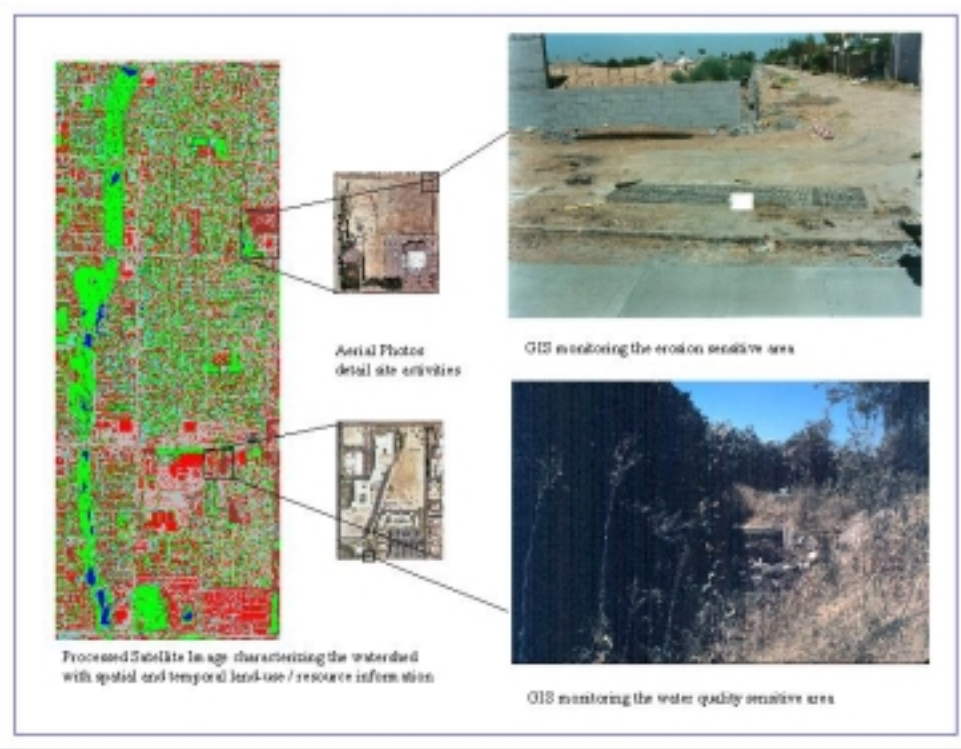 Aerial Photos
detail site activities
GIS monitoring the erosion sensitive area
Processed Satellite Image characterizing the watershed
with spatial and temporal land-use / resource information
GIS monitoring the water quality sensitive area